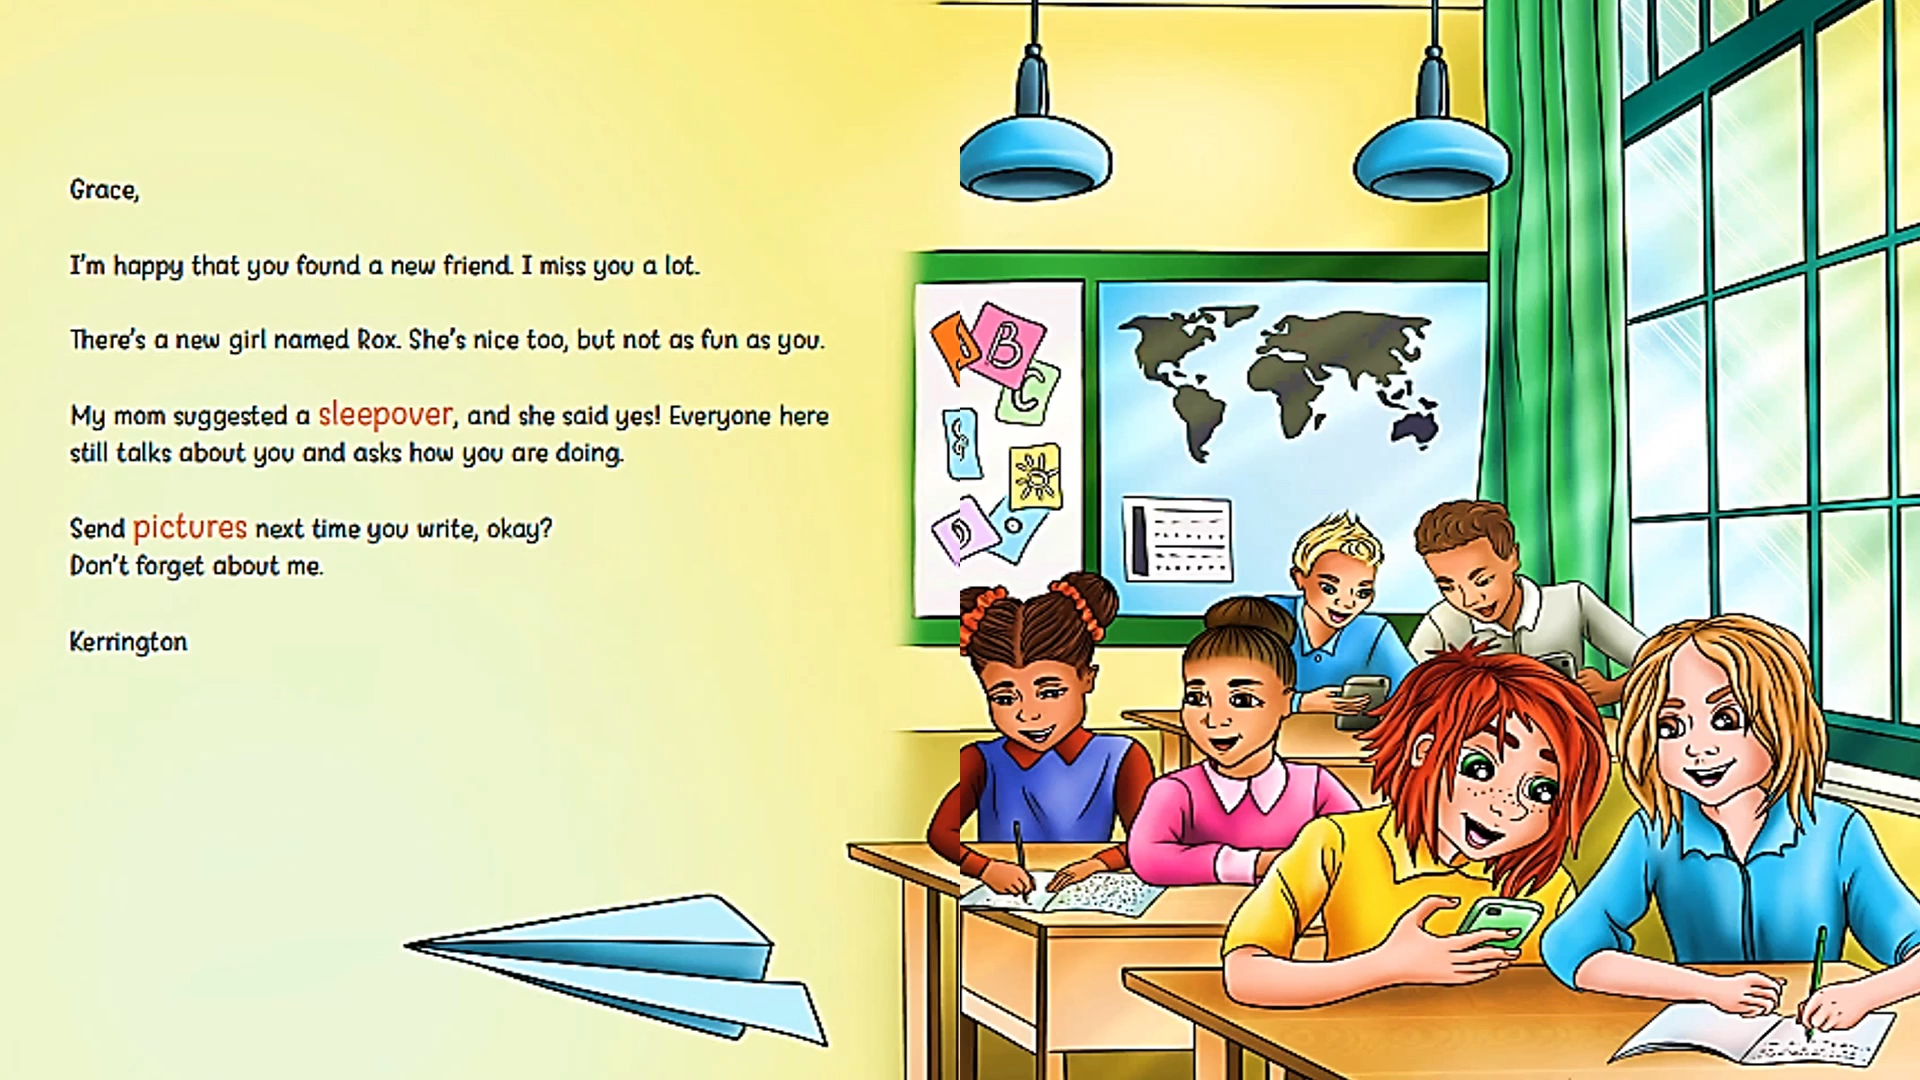 Grace,
I'm happy that you found a new friend. I miss you a lot.
There's a new girl named Rox. She's nice too, but not as fun as you.
My mom suggested a sleepover, and she said yes! Everyone here
still talks about you and asks how you are doing.
Send pictures next time you write, okay?
Don't forget about me.
Kerrington
B
C